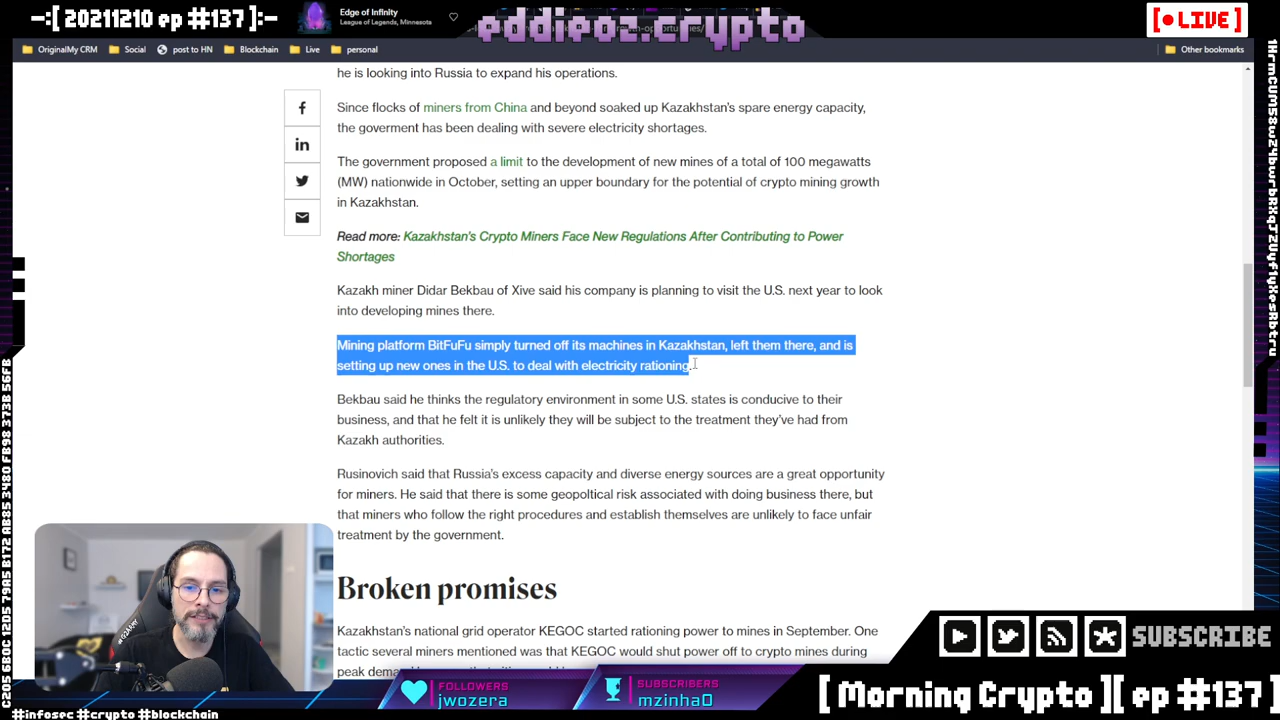 -:[ 20211210 ep #137 ]:-
Edge of Infinity
League of Legends, Minnesota
eddieoz.crypto
[● LIVE ]
OriginalMy CRM
Social
post to HN
Blockchain
Live
personal
Other bookmarks
he is looking into Russia to expand his operations.
Since flocks of miners from China and beyond soaked up Kazakhstan's spare energy capacity,
the goverment has been dealing with severe electricity shortages.
The government proposed a limit to the development of new mines of a total of 100 megawatts
(MW) nationwide in October, setting an upper boundary for the potential of crypto mining growth
in Kazakhstan.
Read more: Kazakhstan's Crypto Miners Face New Regulations After Contributing to Power
Shortages
Kazakh miner Didar Bekbau of Xive said his company is planning to visit the U.S. next year to look
into developing mines there.
Mining platform BitFuFu simply turned off its machines in Kazakhstan, left them there, and is
setting up new ones in the U.S. to deal with electricity rationing.
Bekbau said he thinks the regulatory environment in some U.S. states is conducive to their
business, and that he felt it is unlikely they will be subject to the treatment they've had from
Kazakh authorities.
Rusinovich said that Russia's excess capacity and diverse energy sources are a great opportunity
for miners. He said that there is some geopoltical risk associated with doing business there, but
that miners who follow the right procedures and establish themselves are unlikely to face unfair
treatment by the government.
Broken promises
Kazakhstan's national grid operator KEGOC started rationing power to mines in September. One
tactic several miners mentioned was that KEGOC would shut power off to crypto mines during
SUBSCRIBE
FOLLOWERS
jwozera
SUBSCRIBERS
mzinha0
[ Morning Crypto ][ ep #137 ]
#infosec #crypto #blockchain